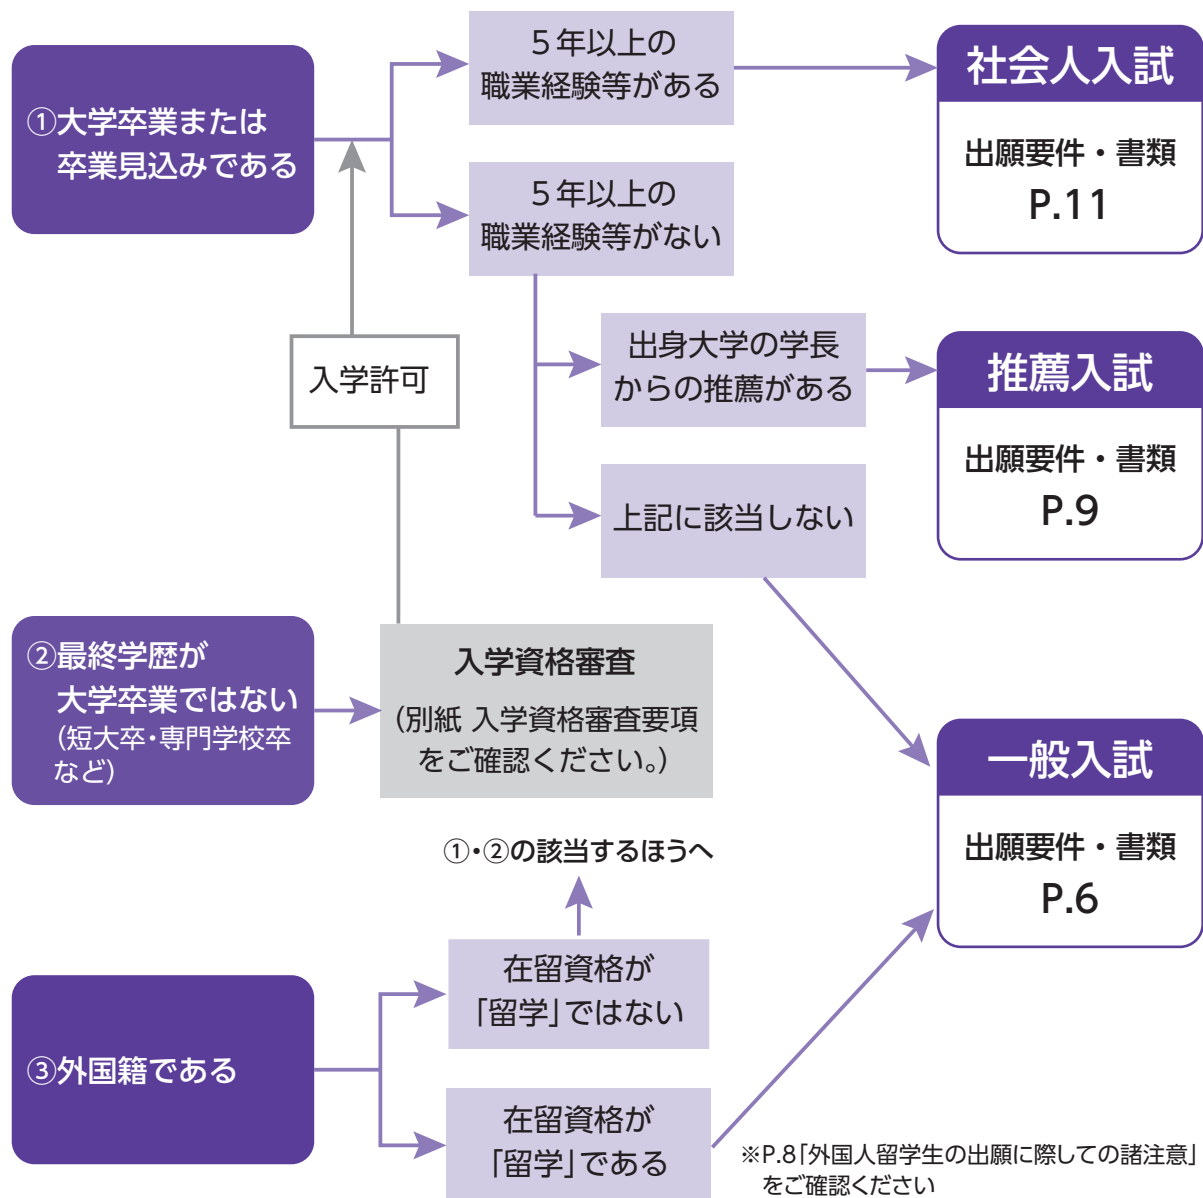 ①大学卒業または
卒業見込みである
5年以上の
職業経験等がある
社会人入試
出願要件・書類
P.11
5年以上の
職業経験等がない
入学許可
出身大学の学長
からの推薦がある
推薦入試
出願要件・書類
P.9
上記に該当しない
②最終学歴が
大学卒業ではない
(短大卒・専門学校卒
など)
入学資格審査
(別紙 入学資格審査要項
をご確認ください。)
一般入試
出願要件・書類
P.6
①・②の該当するほうへ
③外国籍である
在留資格が
「留学」ではない
在留資格が
「留学」である
※P.8「外国人留学生の出願に際しての諸注意」
をご確認ください